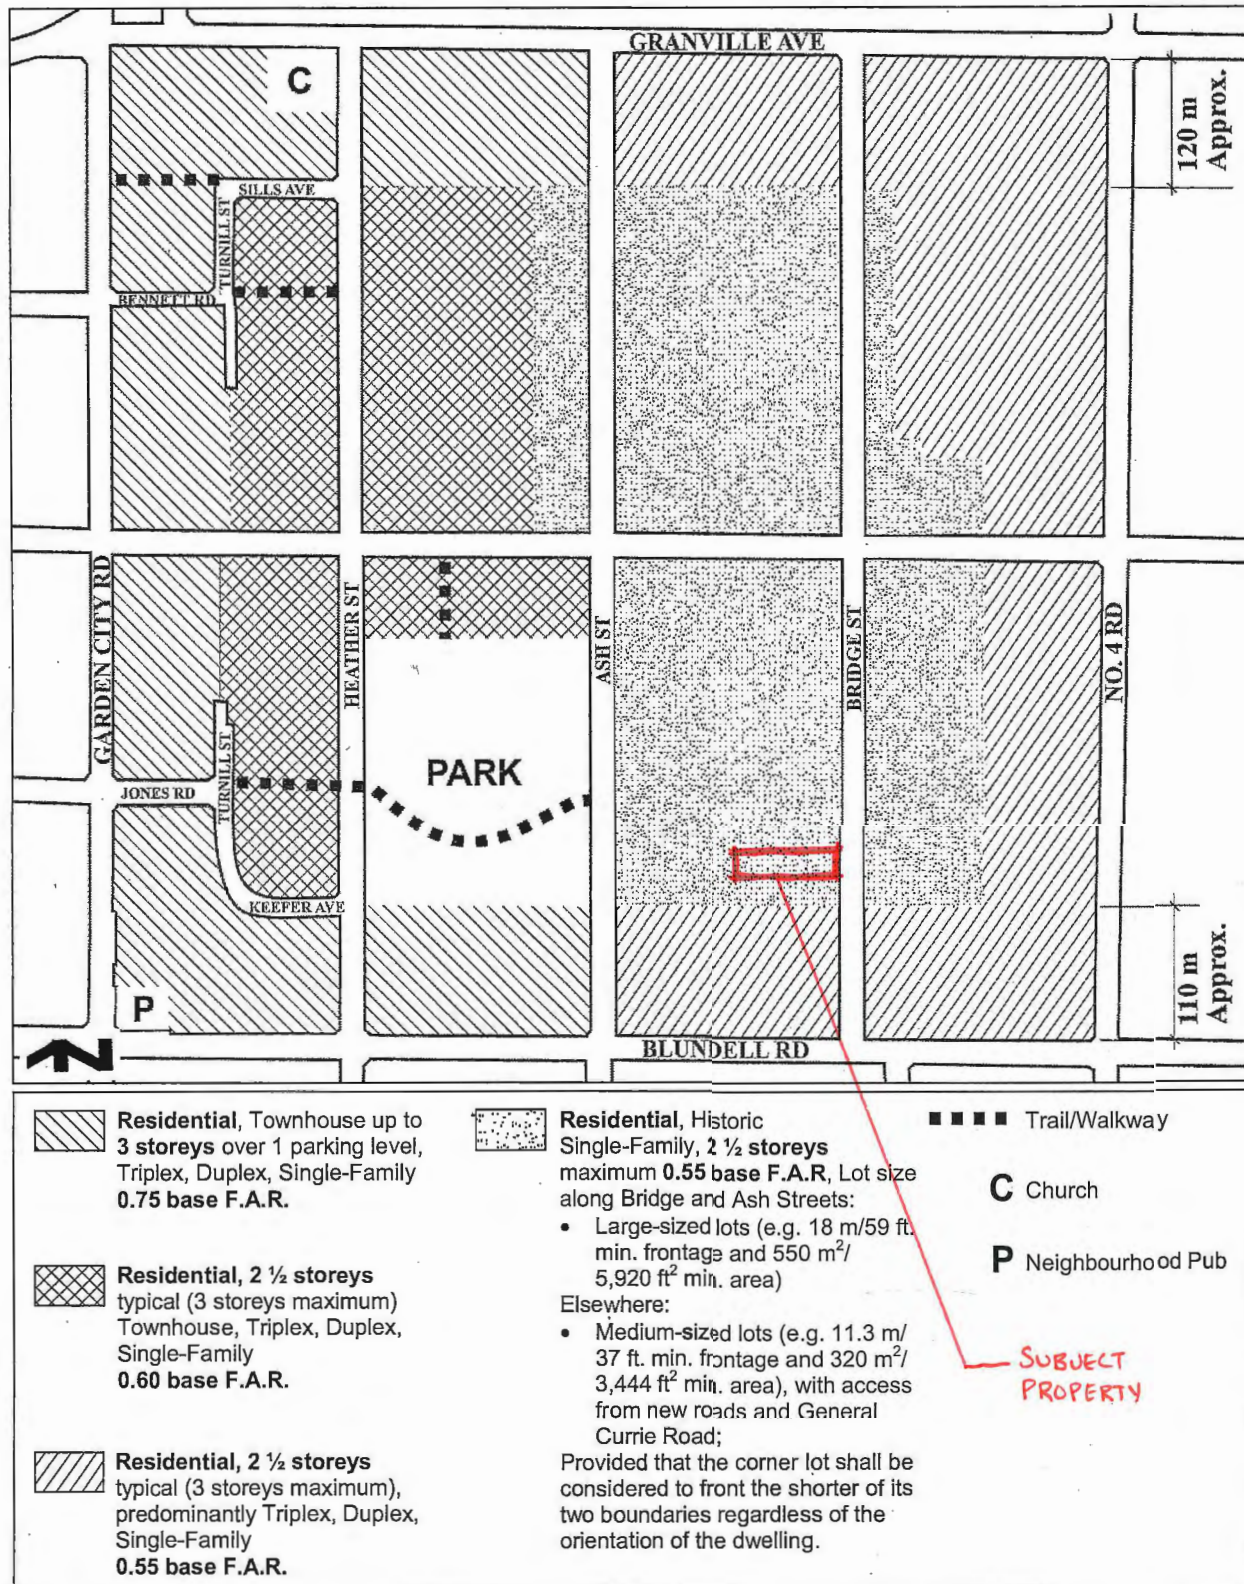 GRANVILLE AVE
C
120 m
Approx.
SILLS AVE
TURNILL ST
BENNETT RD
GARDEN CITY RD
HEATHER ST
ASH ST
BRIDGE ST
NO. 4 RD
PARK
JONES RD
TURNILL ST
KEEFER AVE
P
110 m
Approx.
BLUNDELL RD
Residential, Townhouse up to
3 storeys over 1 parking level,
Triplex, Duplex, Single-Family
0.75 base F.A.R.
Residential, 2 ½ storeys
typical (3 storeys maximum)
Townhouse, Triplex, Duplex,
Single-Family
0.60 base F.A.R.
Residential, 2 ½ storeys
typical (3 storeys maximum),
predominantly Triplex, Duplex,
Single-Family
0.55 base F.A.R.
Residential, Historic
Single-Family, 2 ½ storeys
maximum 0.55 base F.A.R, Lot size
along Bridge and Ash Streets:
• Large-sized lots (e.g. 18 m/59 ft.
min. frontage and 550 m²/
5,920 ft² min. area)
Elsewhere:
• Medium-sized lots (e.g. 11.3 m/
37 ft. min. frontage and 320 m²/
3,444 ft² min. area), with access
from new roads and General
Currie Road;
Provided that the corner lot shall be
considered to front the shorter of its
two boundaries regardless of the
orientation of the dwelling.
Trail/Walkway
C Church
P Neighbourhood Pub
SUBJECT
PROPERTY